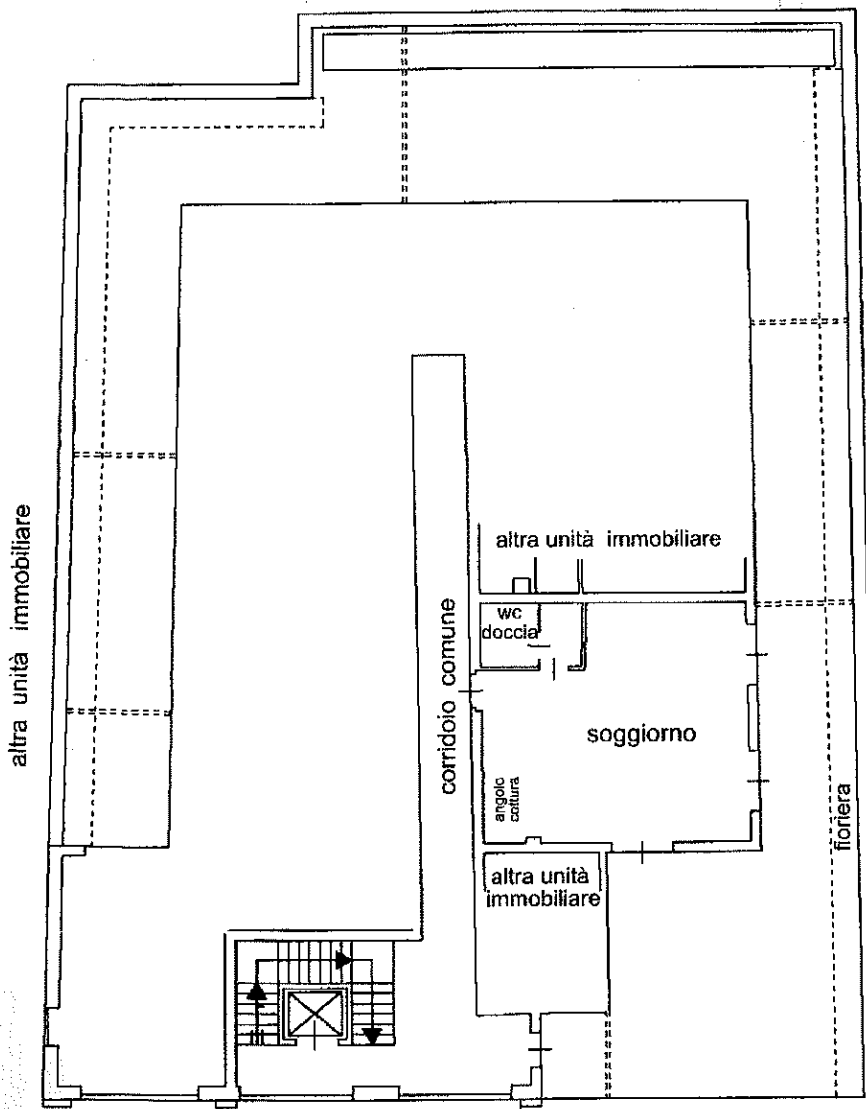 altra unità immobiliare
altra unità immobiliare
corridoio comune
wc
doccia
soggiorno
angolo
cottura
fioriera
altra unità
immobiliare